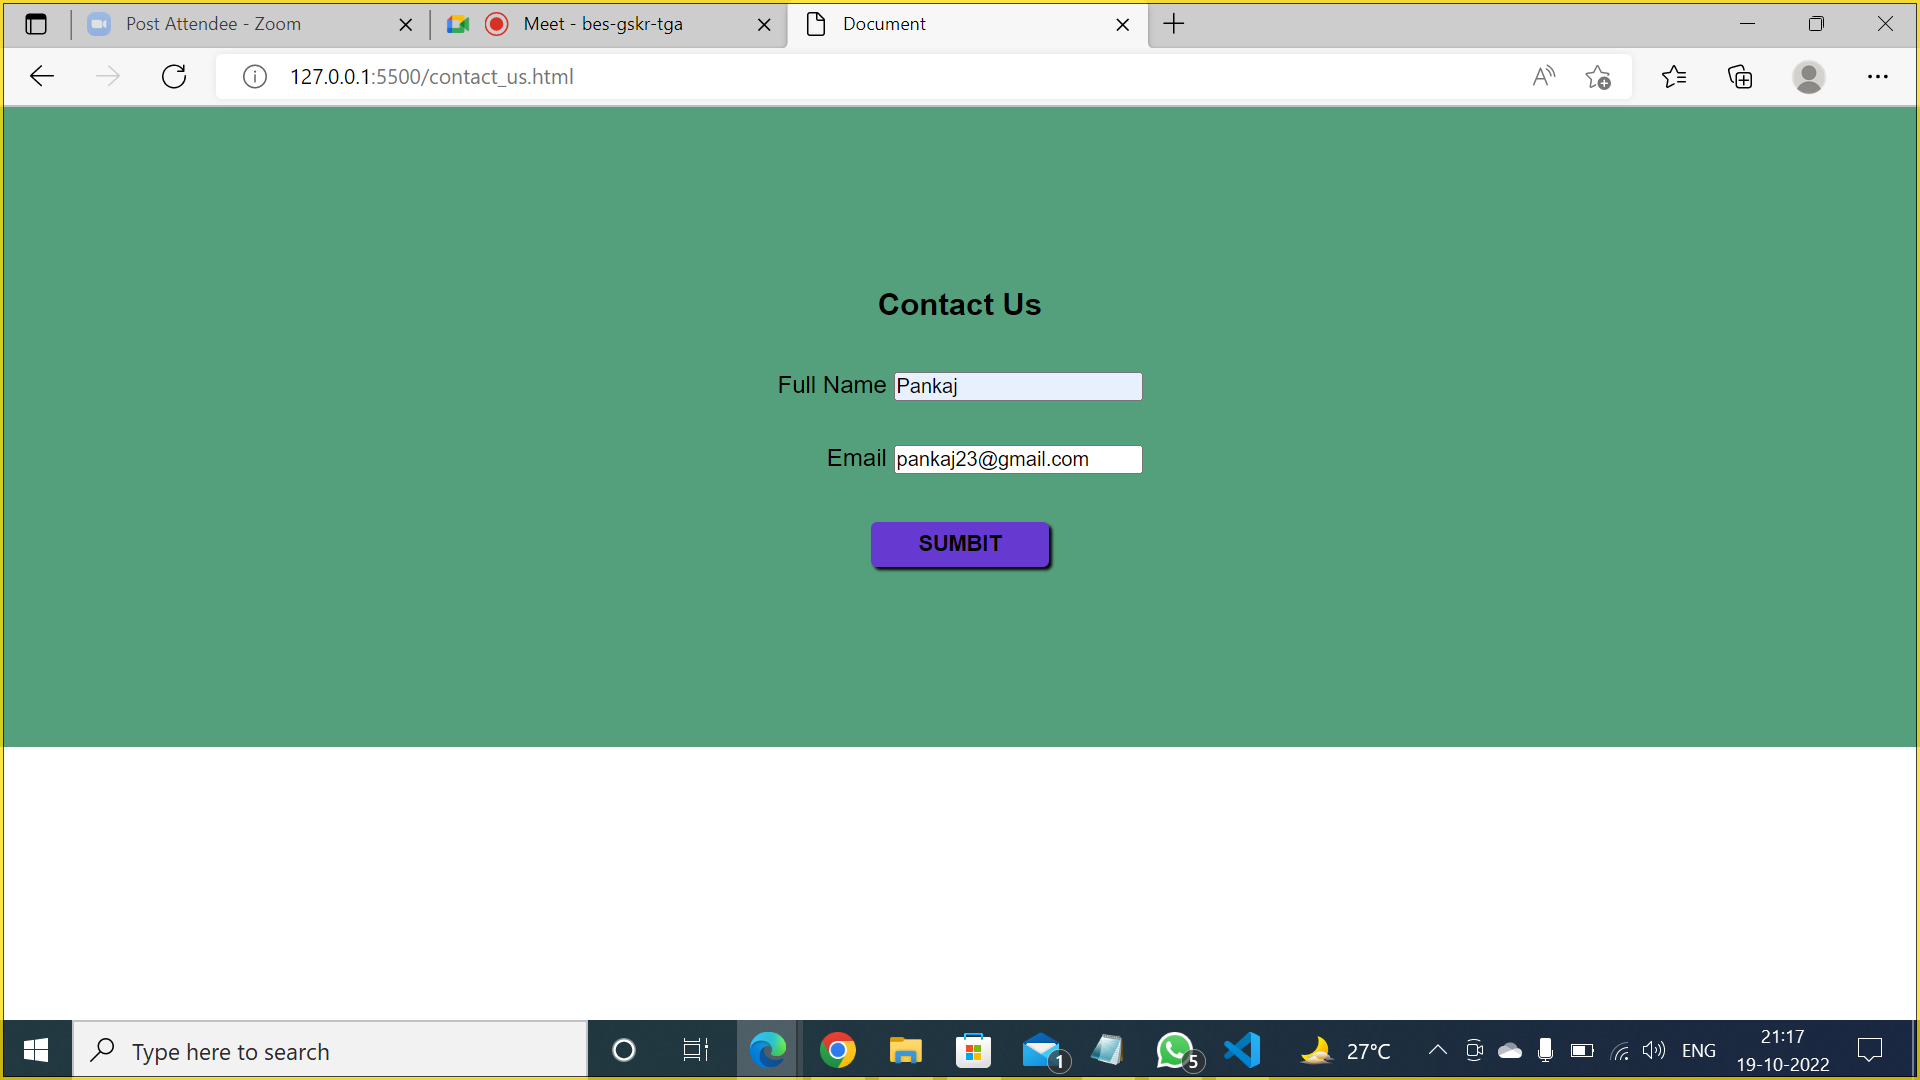 Post Attendee - Zoom
Meet - bes-gskr-tga
Document
127.0.0.1:5500/contact_us.html
Contact Us
Full Name Pankaj
Email pankaj23@gmail.com
SUMBIT
Type here to search
1
5
27°C
ENG
21:17
19-10-2022